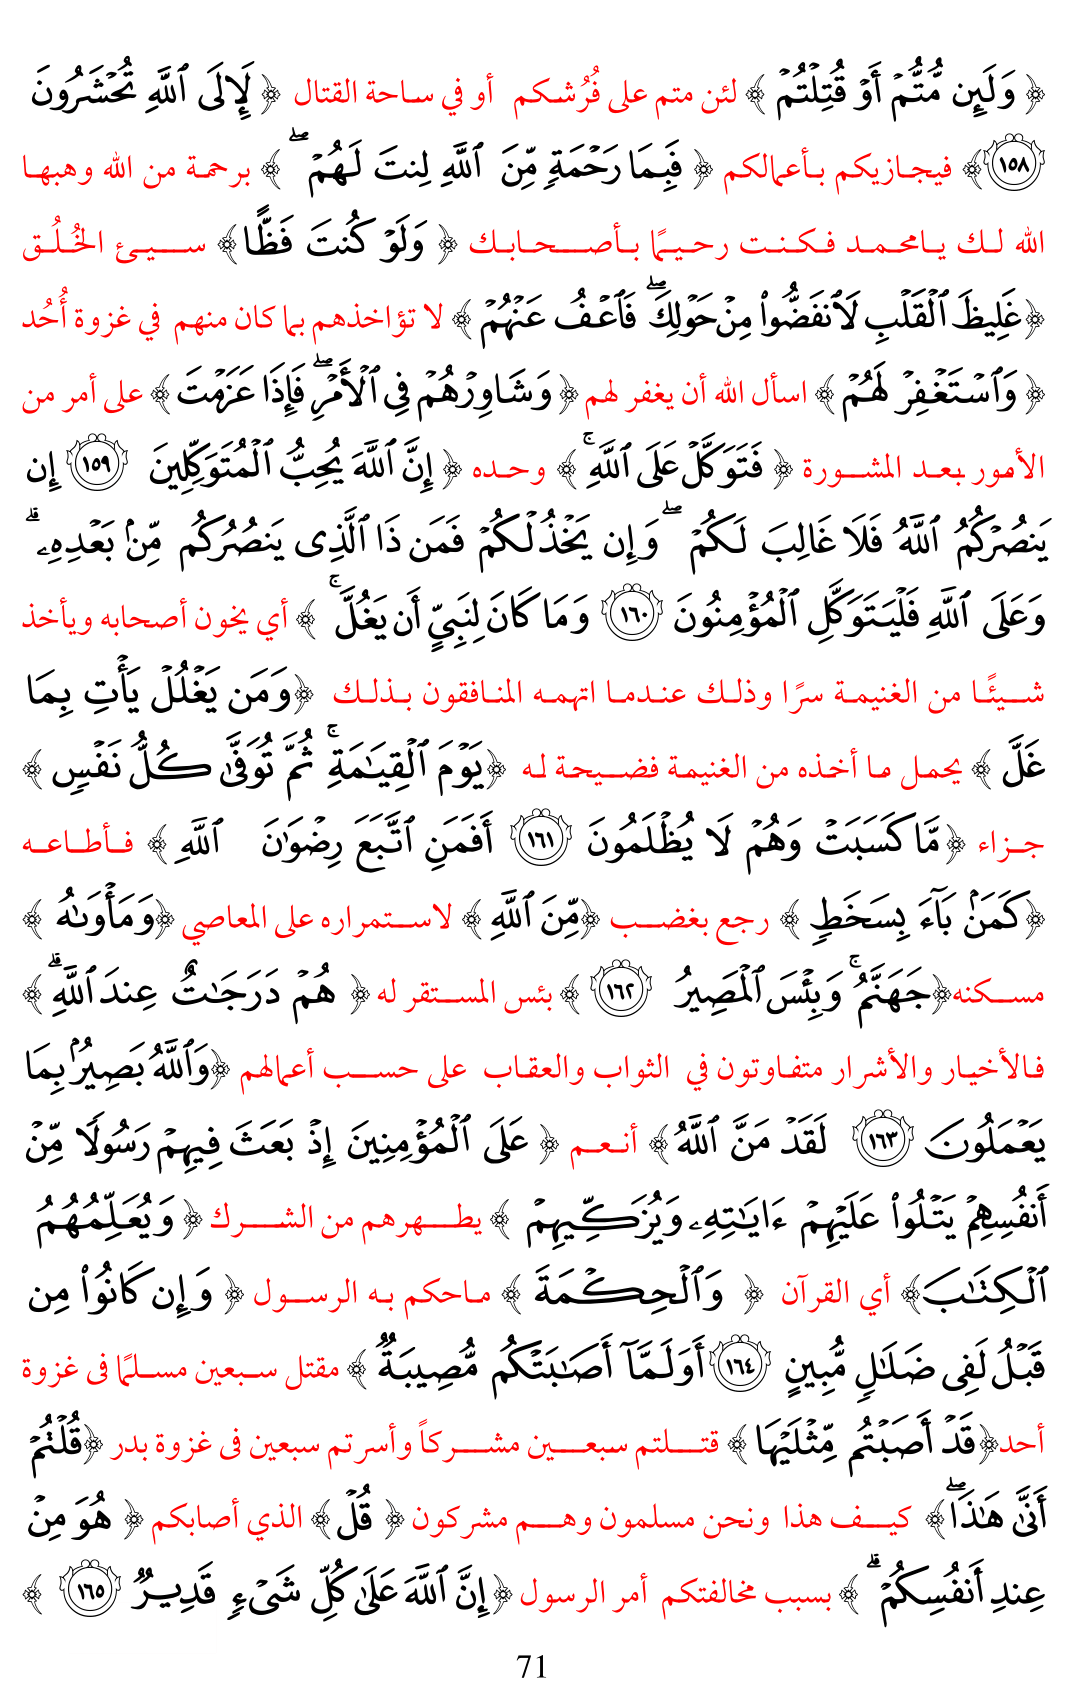 ﴿ وَلَئِن مُّتُّمْ أَوْ قُتِلْتُمْ ﴾ لئن متم على فُرُشكم أو في ساحة القتال ﴿ لَإِلَى ٱللَّهِ تُحْشَرُونَ
١٥٨﴾ فيجازيكم بأعمالكم ﴿ فَبِمَا رَحْمَةٍ مِّنَ ٱللَّهِ لِنتَ لَهُمْ ۖ ﴾ برحمة من الله وهبها
الله لك يامحمد فكنت رحيمًا بأصحابك ﴿ وَلَوْ كُنتَ فَظًّا﴾ سيئ الخُلُق
﴿غَلِيظَ ٱلْقَلْبِ لَٱنفَضُّوا۟ مِنْ حَوْلِكَ ۖ فَٱعْفُ عَنْهُمْ ﴾ لا تؤاخذهم بما كان منهم في غزوة أُحُد
﴿ وَٱسْتَغْفِرْ لَهُمْ﴾ اسأل الله أن يغفر لهم ﴿ وَشَاوِرْهُمْ فِى ٱلْأَمْرِ ۖ فَإِذَا عَزَمْتَ ﴾ على أمر من
الأمور بعد المشورة ﴿ فَتَوَكَّلْ عَلَى ٱللَّهِ ۚ ﴾ وحده ﴿ إِنَّ ٱللَّهَ يُحِبُّ ٱلْمُتَوَكِّلِينَ ١٥٩ إِن
يَنصُرْكُمُ ٱللَّهُ فَلَا غَالِبَ لَكُمْ ۖ وَإِن يَخْذُلْكُمْ فَمَن ذَا ٱلَّذِى يَنصُرُكُم مِّنۢ بَعْدِهِۦ ۗ
وَعَلَى ٱللَّهِ فَلْيَتَوَكَّلِ ٱلْمُؤْمِنُونَ ١٦٠ وَمَا كَانَ لِنَبِىٍّ أَن يَغُلَّ ۚ ﴾ أي يخون أصحابه ويأخذ
شيئًا من الغنيمة سرًا وذلك عندما اتهمه المنافقون بذلك ﴿وَمَن يَغْلُلْ يَأْتِ بِمَا
غَلَّ ﴾ يحمل ما أخذه من الغنيمة فضيحة له ﴿يَوْمَ ٱلْقِيَـٰمَةِ ۚ ثُمَّ تُوَفَّىٰ كُلُّ نَفْسٍ ﴾
جزاء ﴿مَّا كَسَبَتْ وَهُمْ لَا يُظْلَمُونَ ١٦١ أَفَمَنِ ٱتَّبَعَ رِضْوَٰنَ ٱللَّهِ ﴾ فأطاعه
﴿كَمَنۢ بَآءَ بِسَخَطٍ ﴾ رجع بغضب ﴿مِّنَ ٱللَّهِ ﴾ لاستمراره على المعاصي ﴿وَمَأْوَىٰهُ ﴾
مسكنه﴿جَهَنَّمُ ۚ وَبِئْسَ ٱلْمَصِيرُ ١٦٢ ﴾ بئس المستقر له ﴿ هُمْ دَرَجَـٰتٌ عِندَ ٱللَّهِ ۗ ﴾
فالأخيار والأشرار متفاوتون في الثواب والعقاب على حسب أعمالهم ﴿وَٱللَّهُ بَصِيرٌۢ بِمَا
يَعْمَلُونَ ١٦٣ لَقَدْ مَنَّ ٱللَّهُ﴾ أنعم ﴿ عَلَى ٱلْمُؤْمِنِينَ إِذْ بَعَثَ فِيهِمْ رَسُولًا مِّنْ
أَنفُسِهِمْ يَتْلُوا۟ عَلَيْهِمْ ءَايَـٰتِهِۦ وَيُزَكِّيهِمْ ﴾ يطهرهم من الشرك ﴿ وَيُعَلِّمُهُمُ
ٱلْكِتَـٰبَ﴾ أي القرآن ﴿ وَٱلْحِكْمَةَ ﴾ ماحكم به الرسول ﴿ وَإِن كَانُوا۟ مِن
قَبْلُ لَفِى ضَلَـٰلٍ مُّبِينٍ ١٦٤ أَوَلَمَّآ أَصَـٰبَتْكُم مُّصِيبَةٌ ﴾ مقتل سبعين مسلمًا فى غزوة
أحد﴿قَدْ أَصَبْتُم مِّثْلَيْهَا ﴾ قتلتم سبعين مشركاً وأسرتم سبعين فى غزوة بدر ﴿قُلْتُمْ
أَنَّىٰ هَـٰذَا ۖ﴾ كيف هذا ونحن مسلمون وهم مشركون ﴿ قُلْ﴾ الذي أصابكم ﴿ هُوَ مِنْ
عِندِ أَنفُسِكُمْ ۗ ﴾ بسبب مخالفتكم أمر الرسول ﴿إِنَّ ٱللَّهَ عَلَىٰ كُلِّ شَىْءٍ قَدِيرٌ ١٦٥ ﴾
71